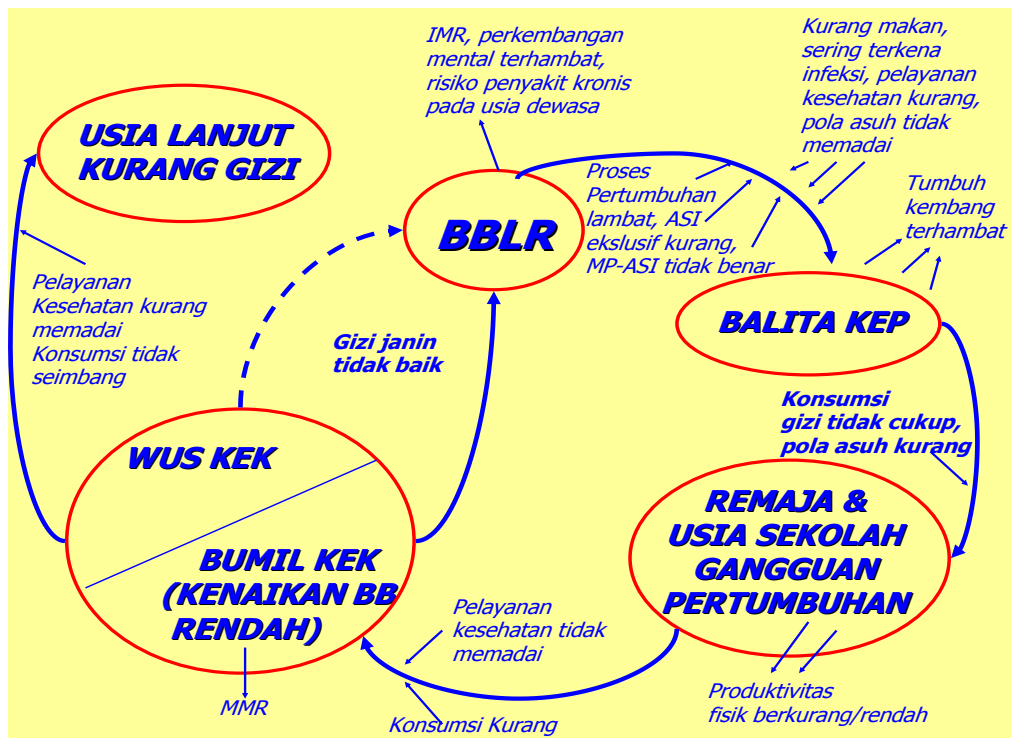 IMR, perkembangan
mental terhambat,
risiko penyakit kronis
pada usia dewasa
Kurang makan,
sering terkena
infeksi, pelayanan
kesehatan kurang,
pola asuh tidak
memadai
USIA LANJUT
KURANG GIZI
Proses
Pertumbuhan
lambat, ASI
ekslusif kurang,
MP-ASI tidak benar
Tumbuh
kembang
terhambat
BBLR
Pelayanan
Kesehatan kurang
memadai
Konsumsi tidak
seimbang
Gizi janin
tidak baik
BALITA KEP
Konsumsi
gizi tidak cukup,
pola asuh kurang
WUS KEK
BUMIL KEK
(KENAIKAN BB
RENDAH)
REMAJA &
USIA SEKOLAH
GANGGUAN
PERTUMBUHAN
Pelayanan
kesehatan tidak
memadai
MMR
Konsumsi Kurang
Produktivitas
fisik berkurang/rendah